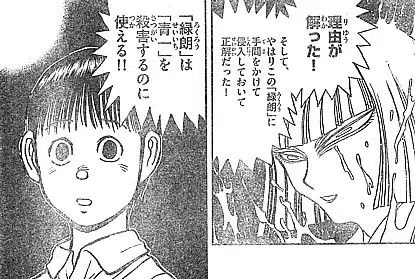 理由が
解った！
そして、
やはりこの「緑朗」に
手間をかけて
侵入しておいて
正解だった！
「緑朗」は
「青一」を
殺害するのに
使える!!